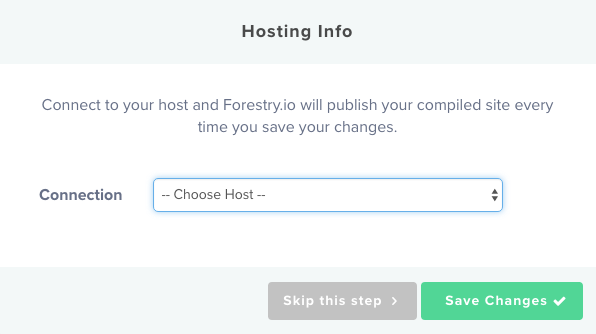 Hosting Info
Connect to your host and Forestry.io will publish your compiled site every
time you save your changes.
Connection
-- Choose Host --
Skip this step
Save Changes